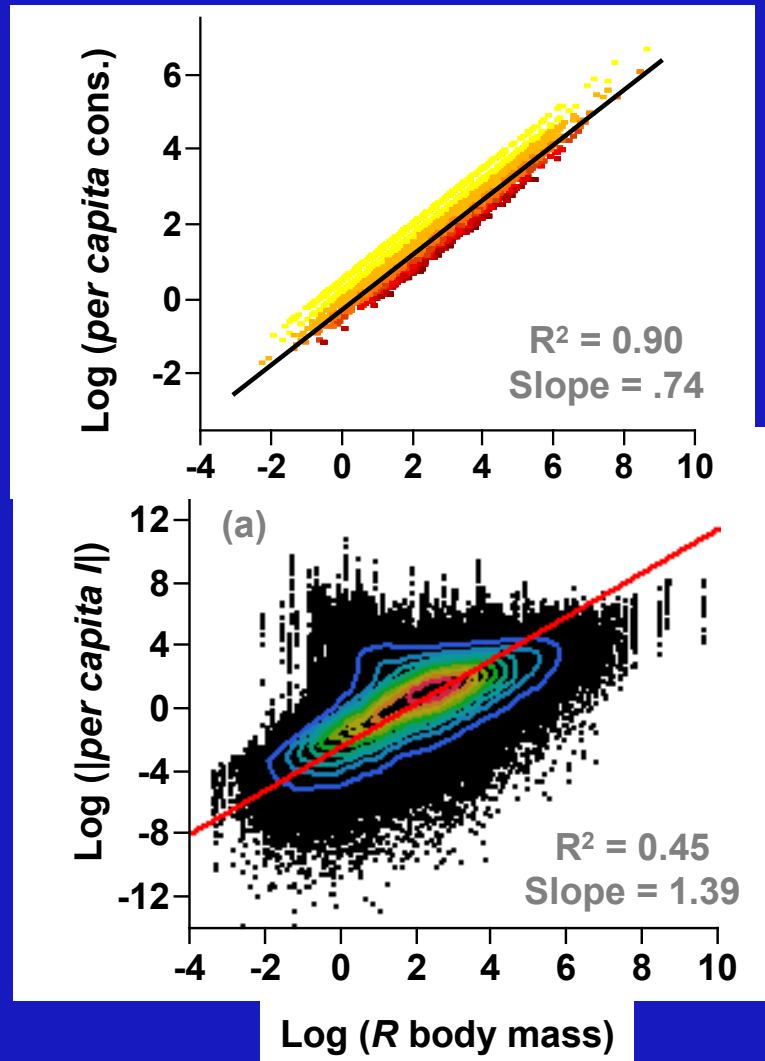 Log (per capita cons.)
6
4
2
0
-2
R² = 0.90
Slope = .74
-4 -2 0 2 4 6 8 10
Log (|per capita I|)
(a)
12
8
4
0
-4
-8
-12
R² = 0.45
Slope = 1.39
-4 -2 0 2 4 6 8 10
Log (R body mass)